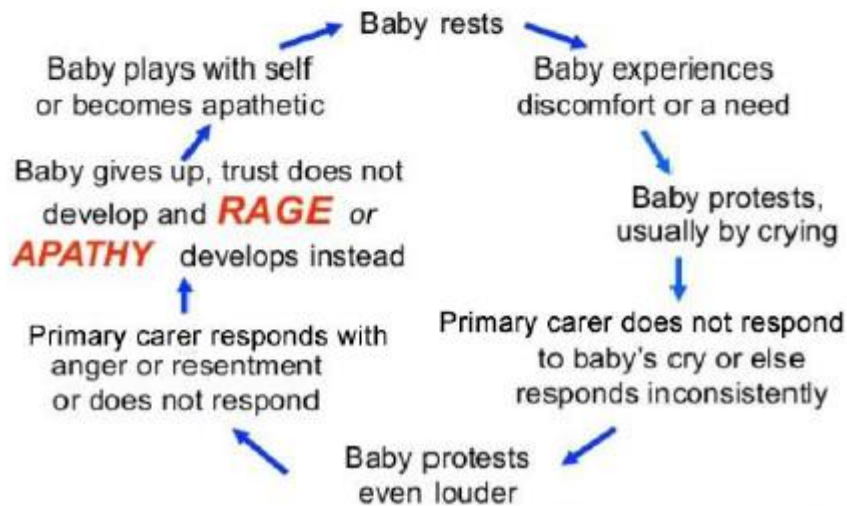 Baby rests
Baby experiences
discomfort or a need
Baby protests,
usually by crying
Primary carer does not respond
to baby's cry or else
responds inconsistently
Baby protests
even louder
Primary carer responds with
anger or resentment
or does not respond
Baby gives up, trust does not
develop and RAGE or
APATHY develops instead
Baby plays with self
or becomes apathetic